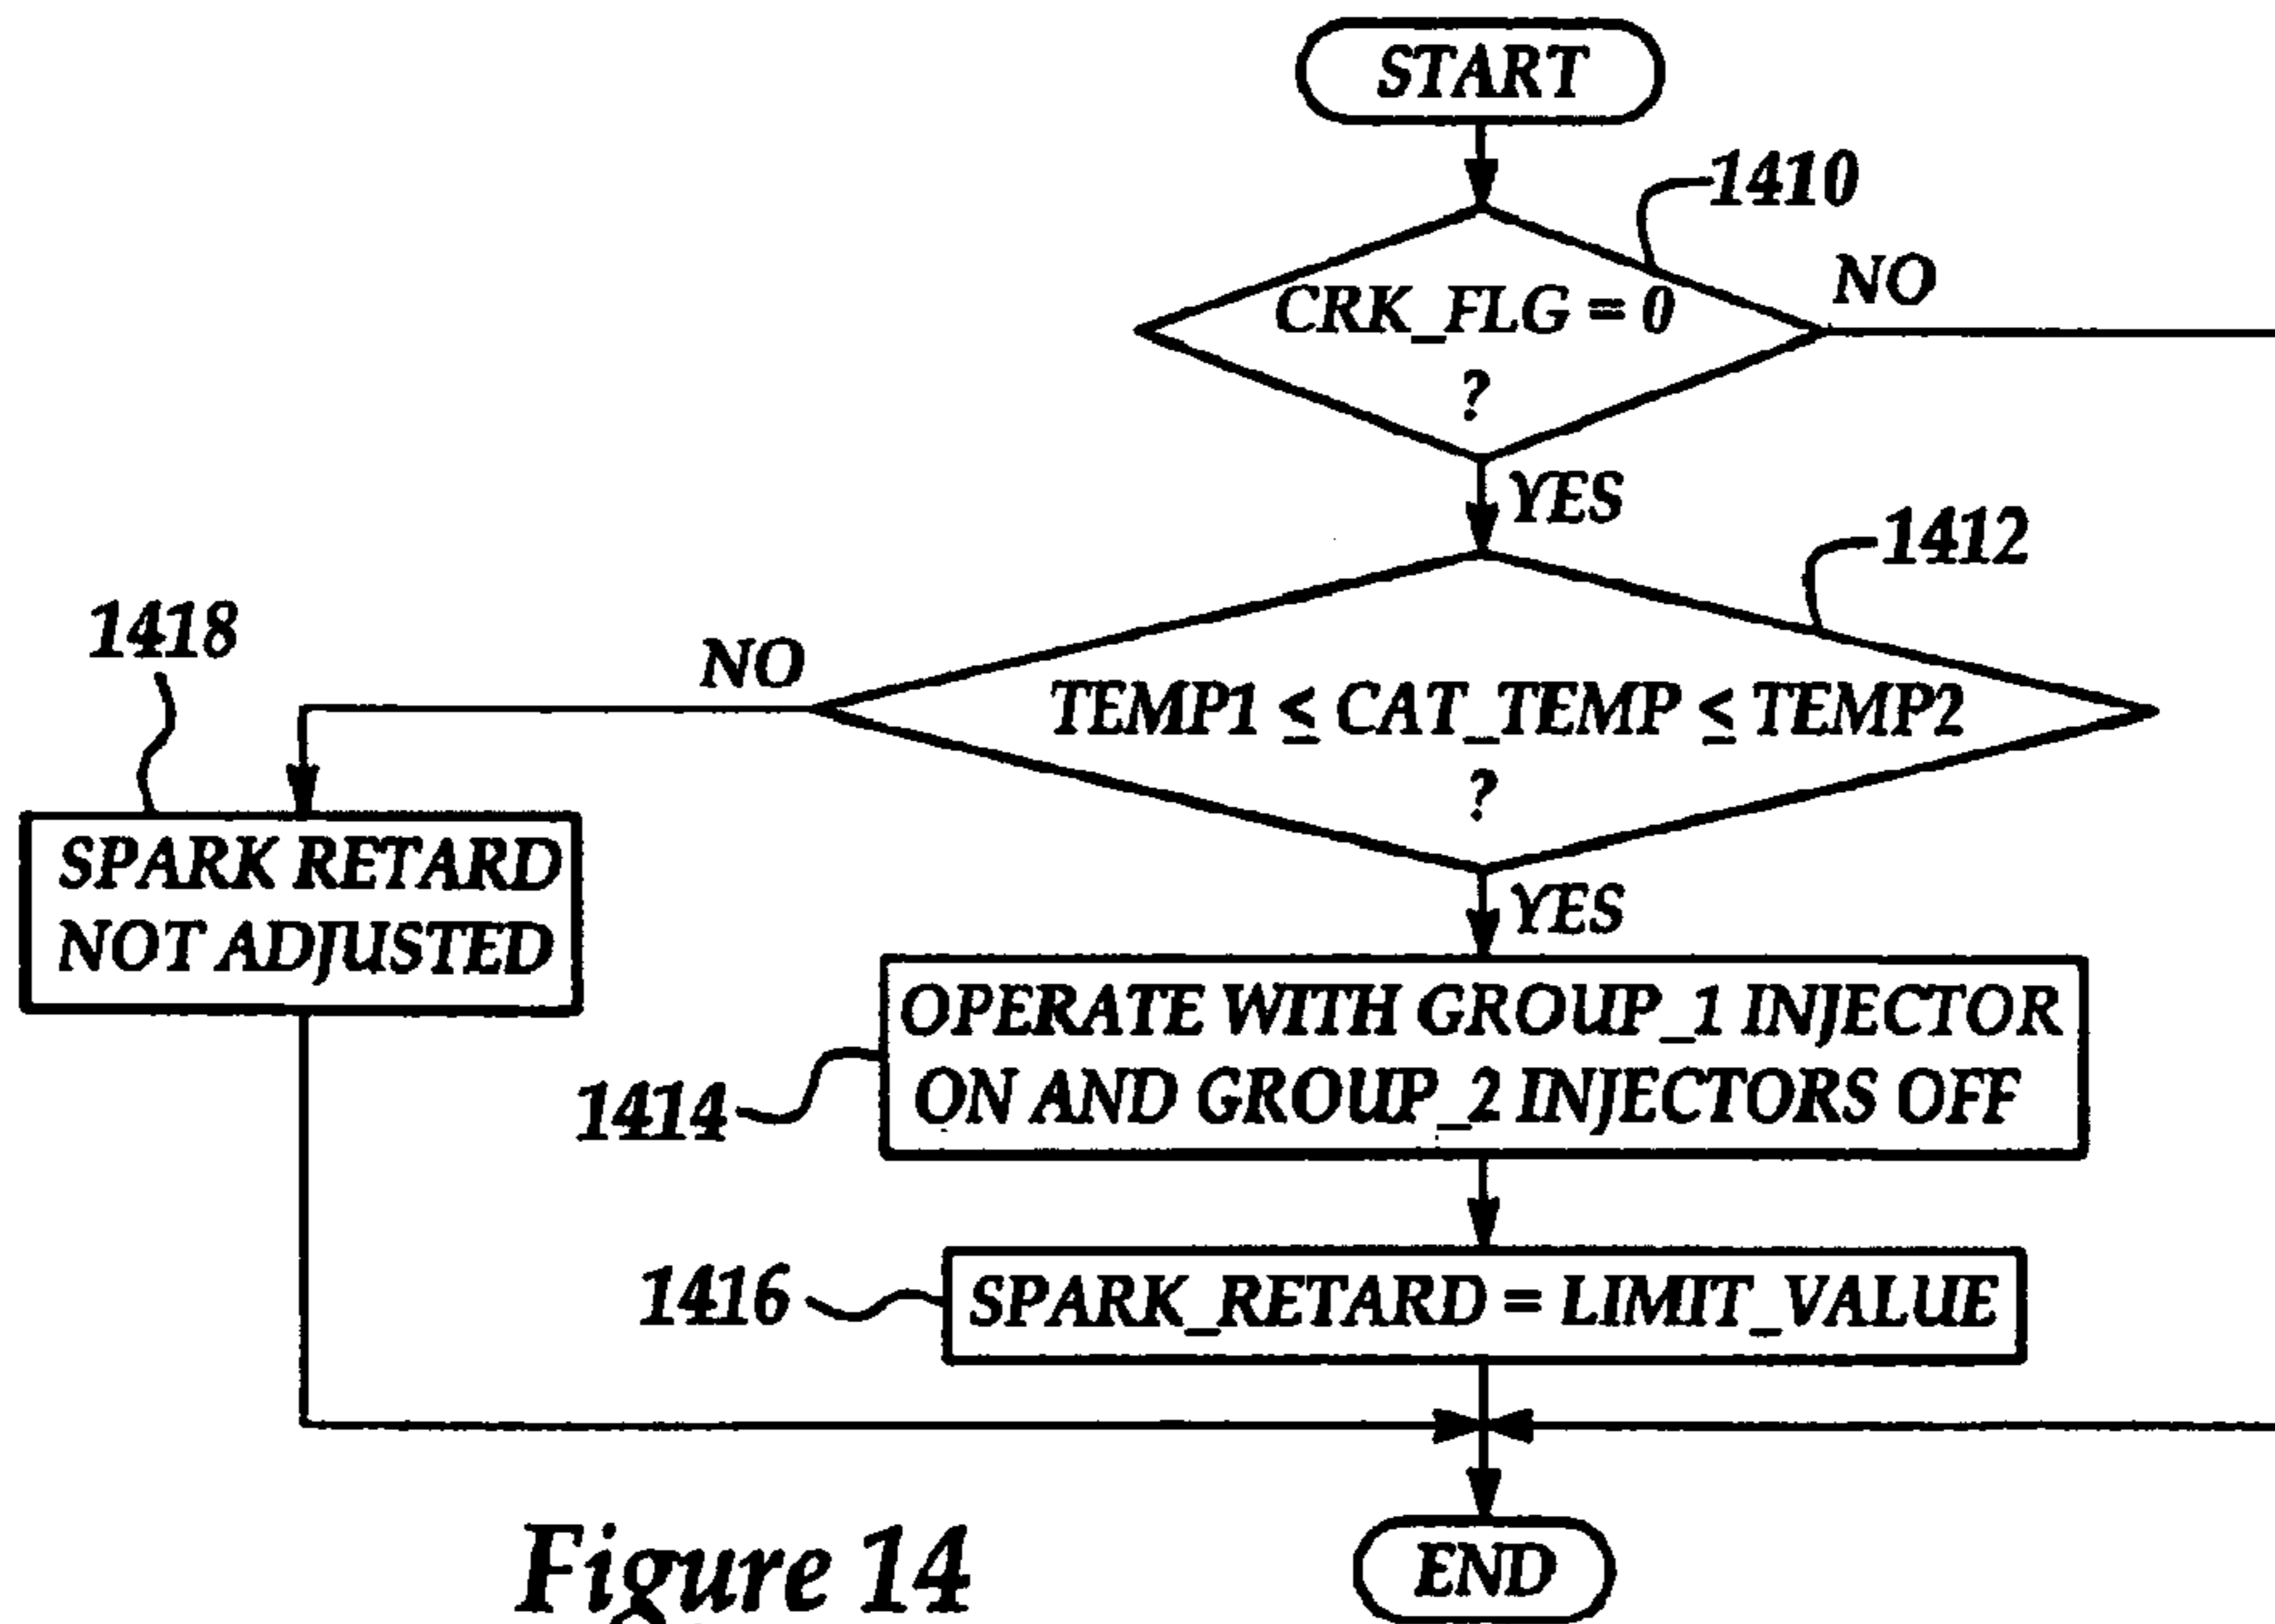 START
1410
CRK_FLG = 0
?
NO
YES
1412
TEMP1 ≤ CAT_TEMP ≤ TEMP2
?
NO
1418
SPARK RETARD
NOT ADJUSTED
YES
OPERATE WITH GROUP_1 INJECTOR
ON AND GROUP_2 INJECTORS OFF
1414
1416
SPARK_RETARD = LIMIT_VALUE
END
Figure 14